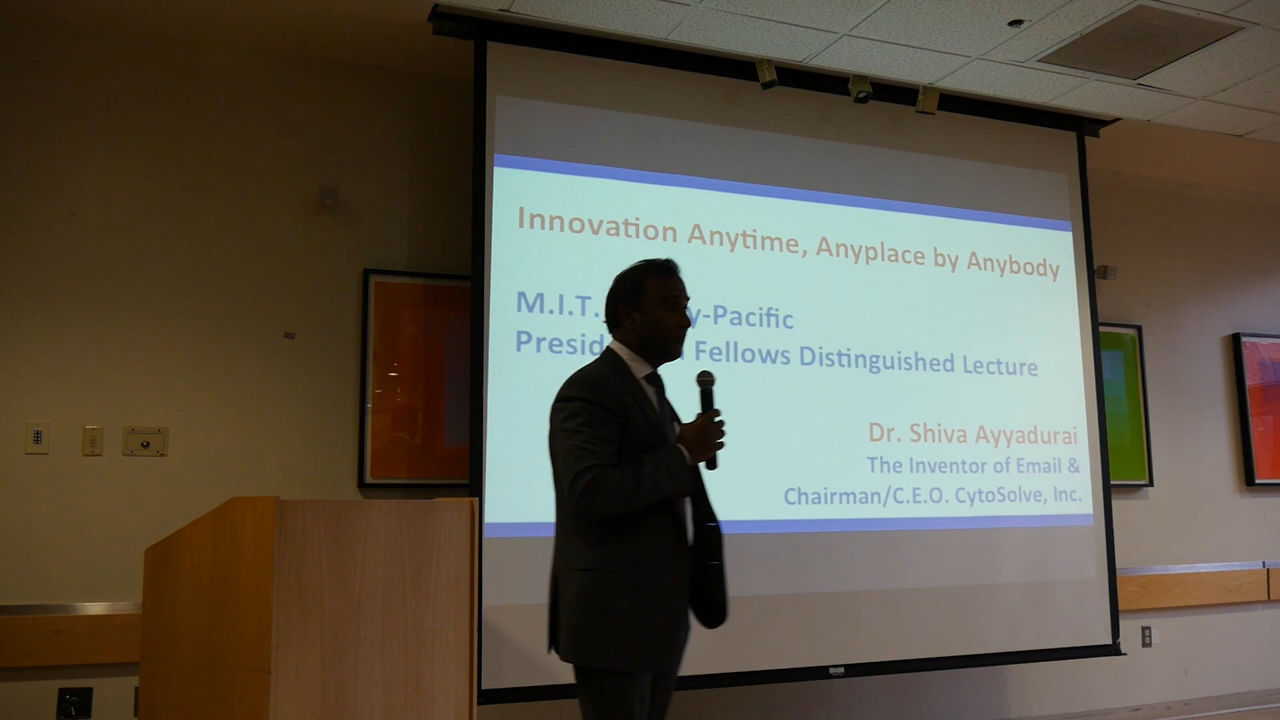 Innovation Anytime, Anyplace by Anybody
M.I.T. y-Pacific
Presid Fellows Distinguished Lecture
Dr. Shiva Ayyadurai
The Inventor of Email &
Chairman/C.E.O. CytoSolve, Inc.